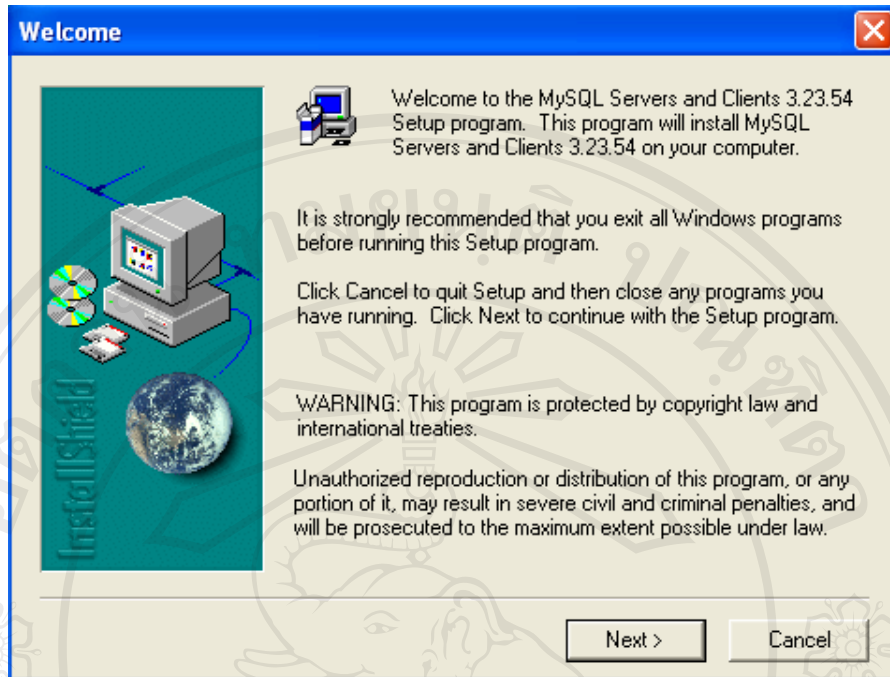 Welcome
Welcome to the MySQL Servers and Clients 3.23.54
Setup program. This program will install MySQL
Servers and Clients 3.23.54 on your computer.
It is strongly recommended that you exit all Windows programs
before running this Setup program.
Click Cancel to quit Setup and then close any programs you
have running. Click Next to continue with the Setup program.
WARNING: This program is protected by copyright law and
international treaties.
Unauthorized reproduction or distribution of this program, or any
portion of it, may result in severe civil and criminal penalties, and
will be prosecuted to the maximum extent possible under law.
InstallShield
Next >
Cancel